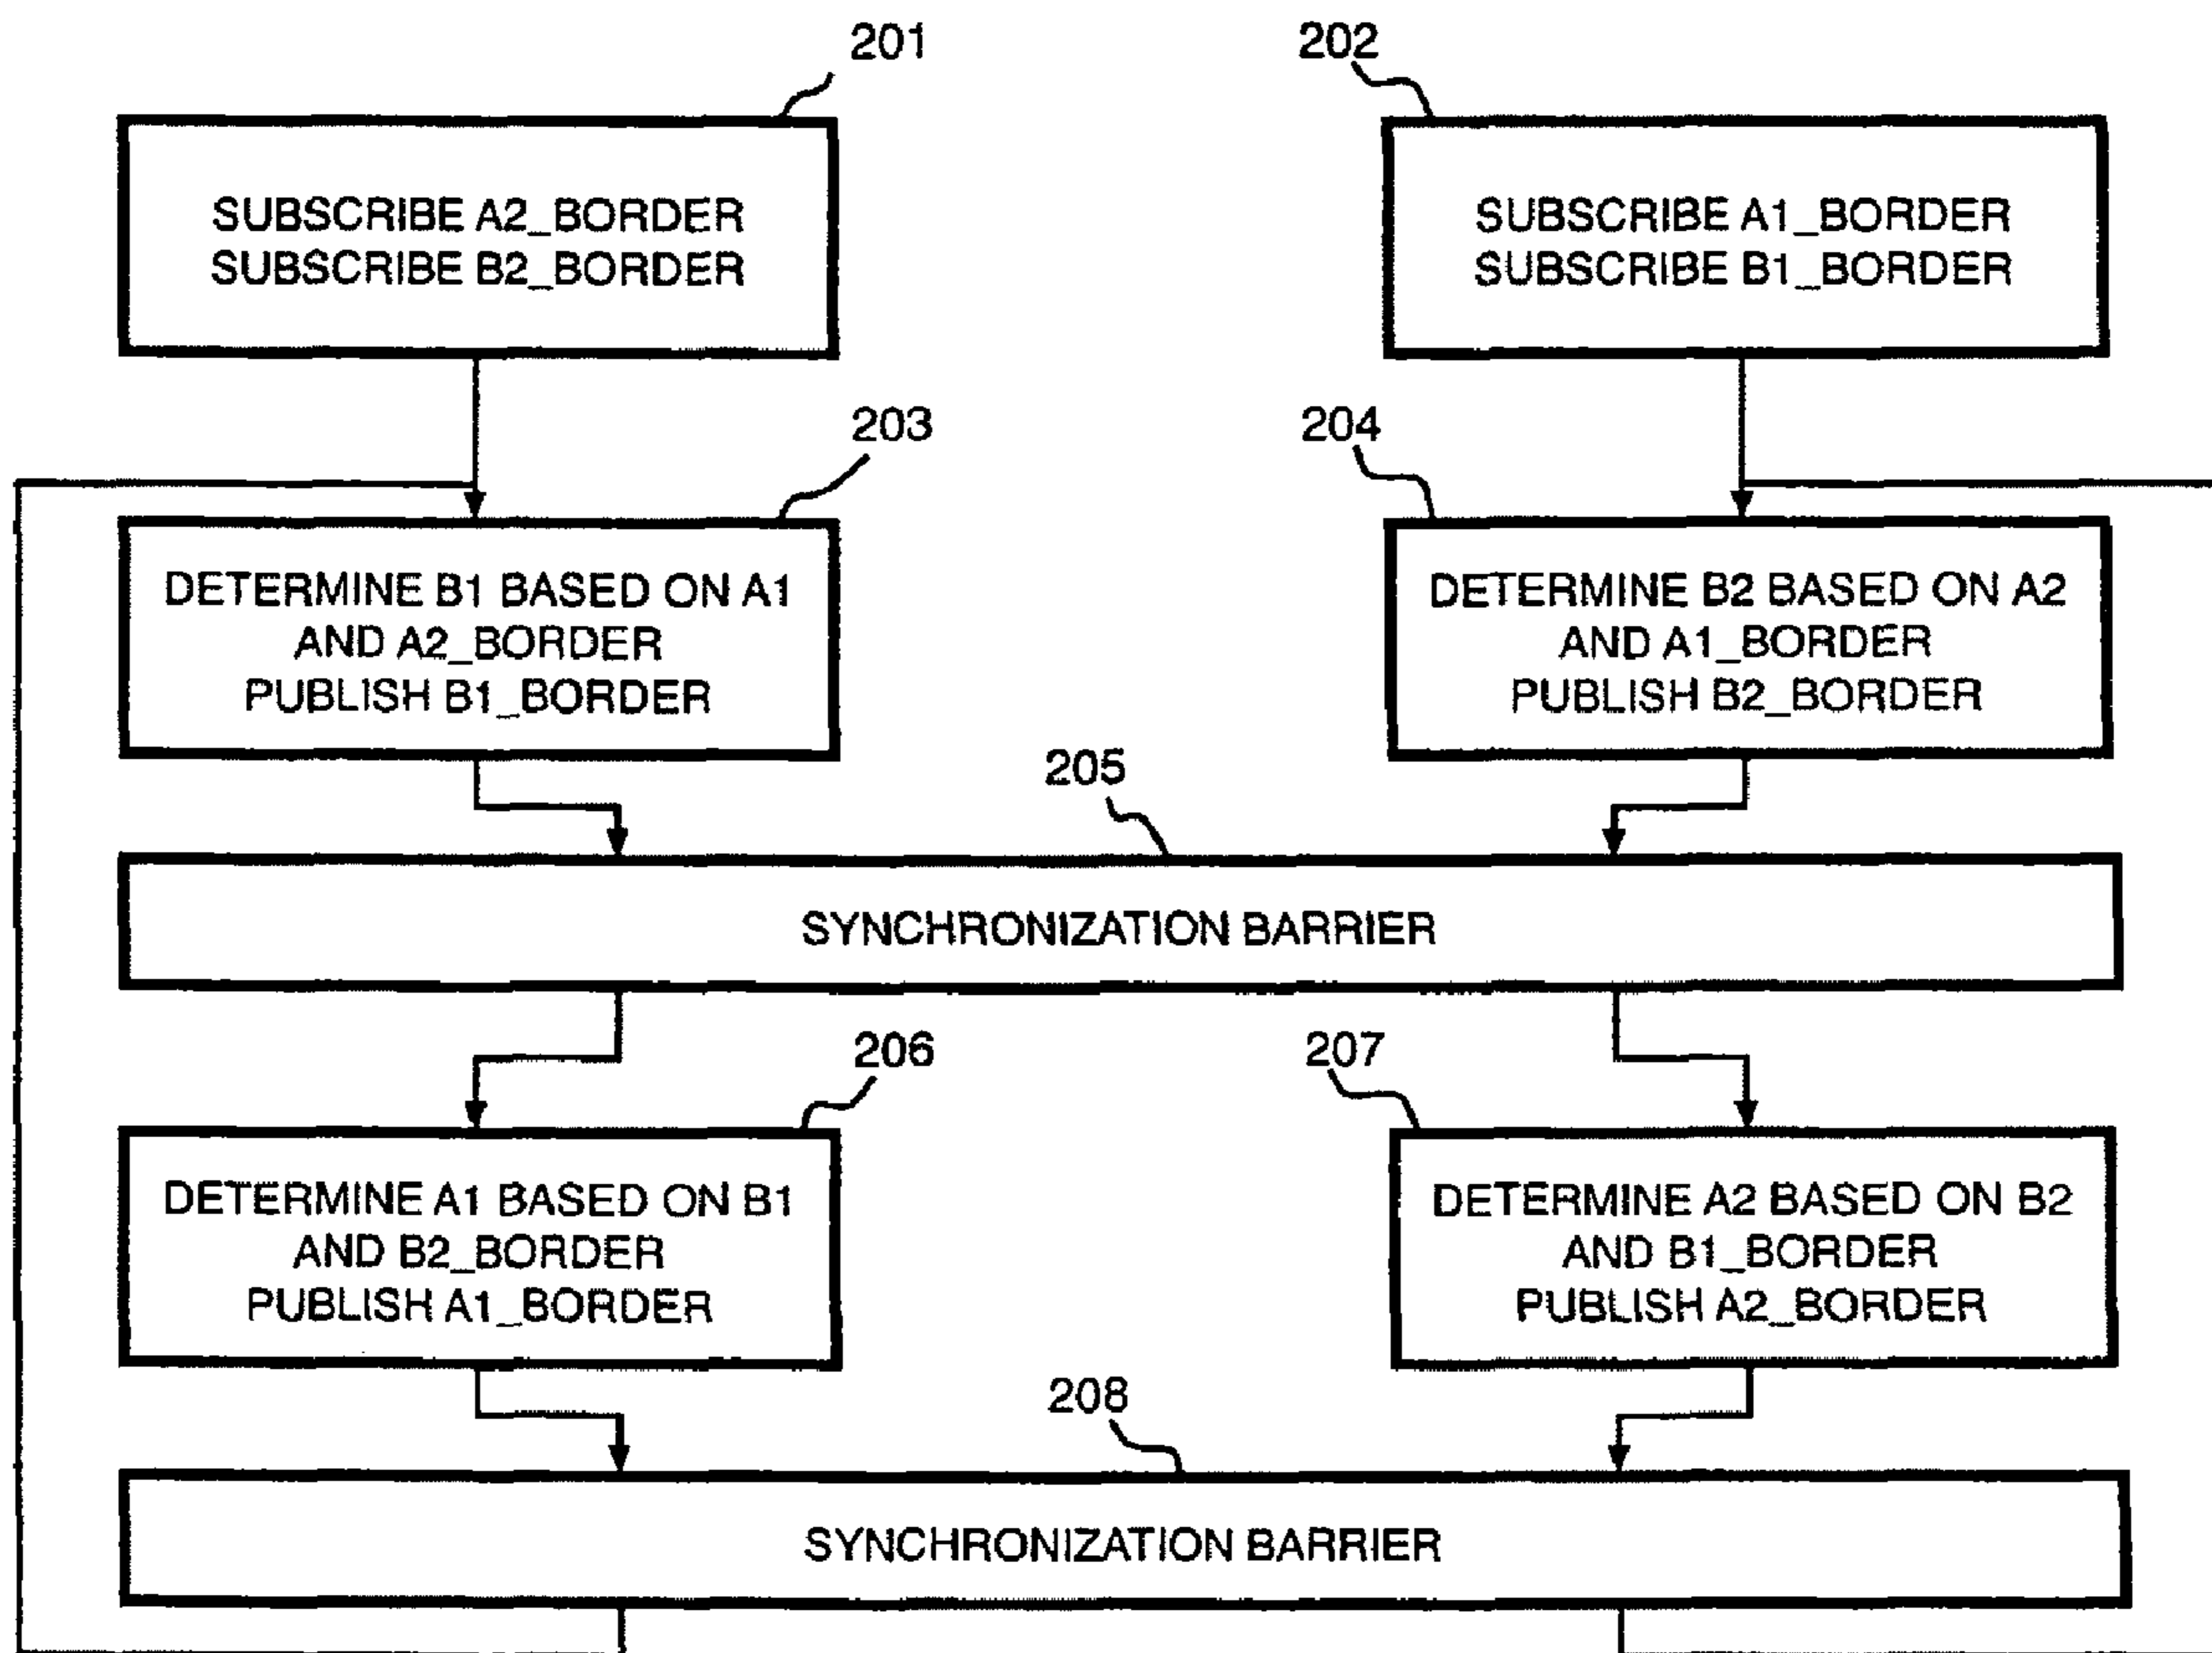 201
202
SUBSCRIBE A2_BORDER
SUBSCRIBE B2_BORDER
SUBSCRIBE A1_BORDER
SUBSCRIBE B1_BORDER
203
204
DETERMINE B1 BASED ON A1
AND A2_BORDER
PUBLISH B1_BORDER
DETERMINE B2 BASED ON A2
AND A1_BORDER
PUBLISH B2_BORDER
205
SYNCHRONIZATION BARRIER
206
207
DETERMINE A1 BASED ON B1
AND B2_BORDER
PUBLISH A1_BORDER
DETERMINE A2 BASED ON B2
AND B1_BORDER
PUBLISH A2_BORDER
208
SYNCHRONIZATION BARRIER